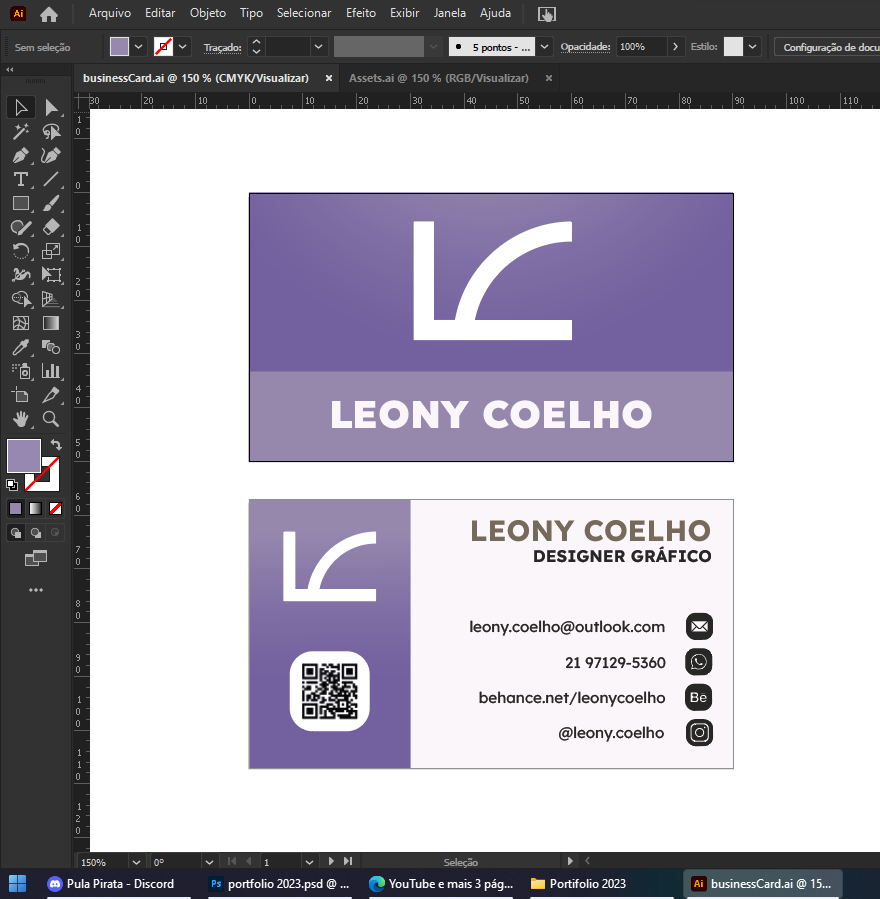 Ai Arquivo Editar Objeto Tipo Selecionar Efeito Exibir Janela Ajuda
Sem seleção Traçado: 5 pontos - ... Opacidade: 100% Estilo: Configuração de docu
businessCard.ai @ 150 % (CMYK/Visualizar) × Assets.ai @ 150 % (RGB/Visualizar) ×
30 20 10 0 10 20 30 40 50 60 70 80 90 100 110
LEONY COELHO
LEONY COELHO
DESIGNER GRÁFICO
leony.coelho@outlook.com
21 97129-5360
behance.net/leonycoelho
Bē
@leony.coelho
150% 0° 1 Seleção
Pula Pirata - Discord Ps portfolio 2023.psd @ ... YouTube e mais 3 pág... Portifolio 2023 Ai businessCard.ai @ 15...